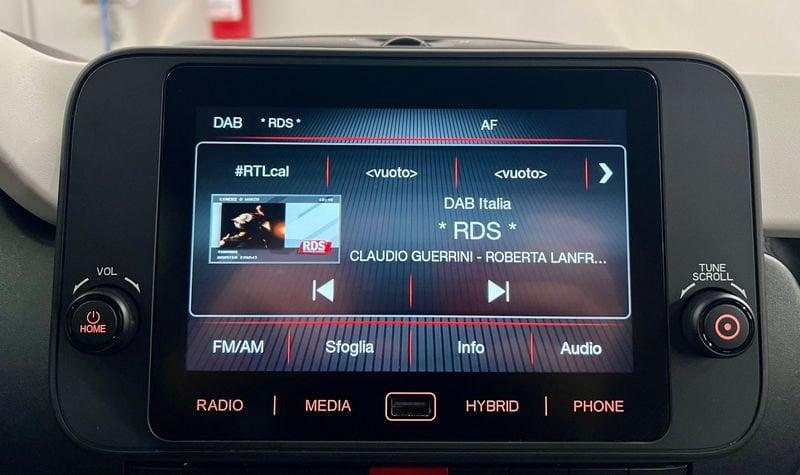 DAB * RDS * AF
#RTLcal <vuoto> <vuoto>
DAB Italia
* RDS *
RDS
CLAUDIO GUERRINI - ROBERTA LANFR...
FM/AM Sfoglia Info Audio
VOL
HOME
TUNE
SCROLL
RADIO MEDIA HYBRID PHONE